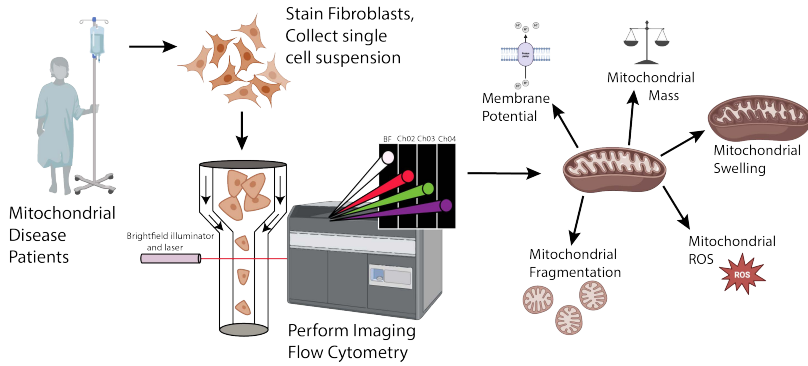 Stain Fibroblasts,
Collect single
cell suspension
Mitochondrial
Disease
Patients
Brightfield illuminator
and laser
BF Ch02 Ch03 Ch04
Perform Imaging
Flow Cytometry
Membrane
Potential
Mitochondrial
Mass
Mitochondrial
Swelling
Mitochondrial
ROS
ROS
Mitochondrial
Fragmentation